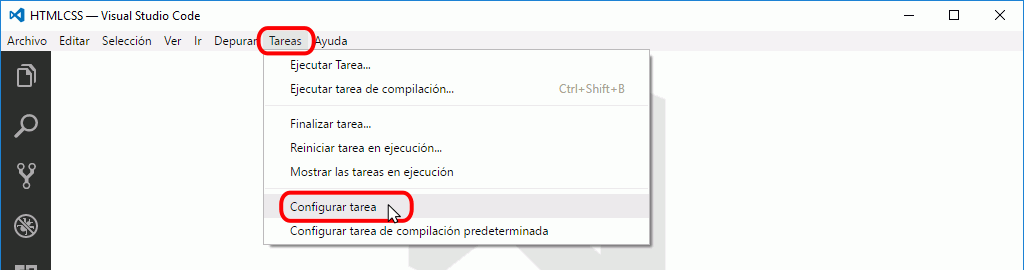 HTMLCSS — Visual Studio Code
Archivo Editar Selección Ver Ir Depurar Tareas Ayuda
Ejecutar Tarea...
Ejecutar tarea de compilación... Ctrl+Shift+B
Finalizar tarea...
Reiniciar tarea en ejecución...
Mostrar las tareas en ejecución
Configurar tarea
Configurar tarea de compilación predeterminada